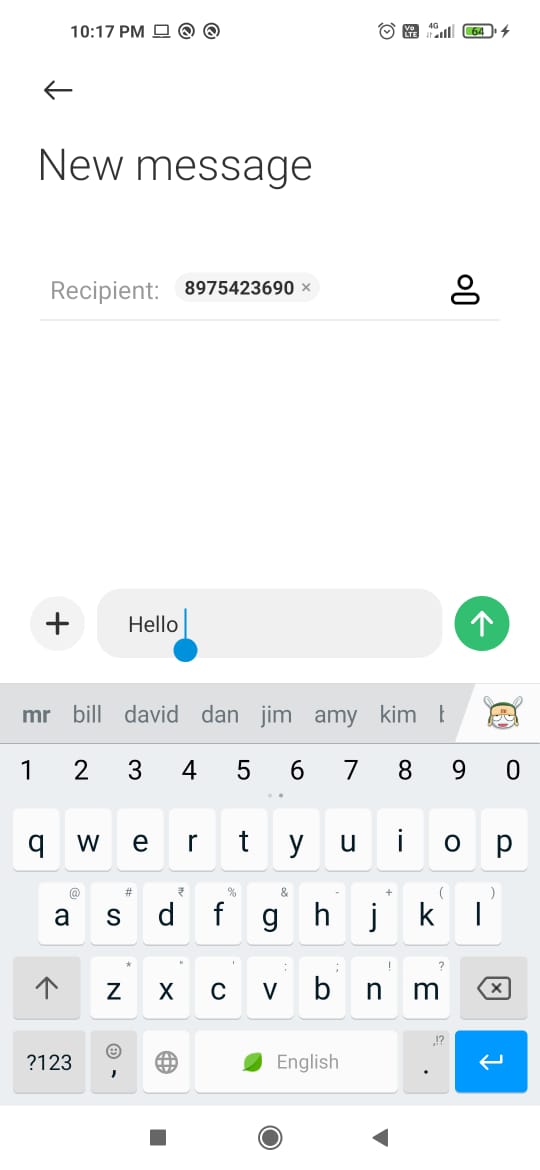 10:17 PM Vo LTE 4G 64
New message
Recipient: 8975423690 ×
Hello
mr bill david dan jim amy kim
1 2 3 4 5 6 7 8 9 0
q w e r t y u i o p
@ # ₹ % & - + ( )
a s d f g h j k l
* " ' : ; ! ?
z x c v b n m
?123 , English ,!? .